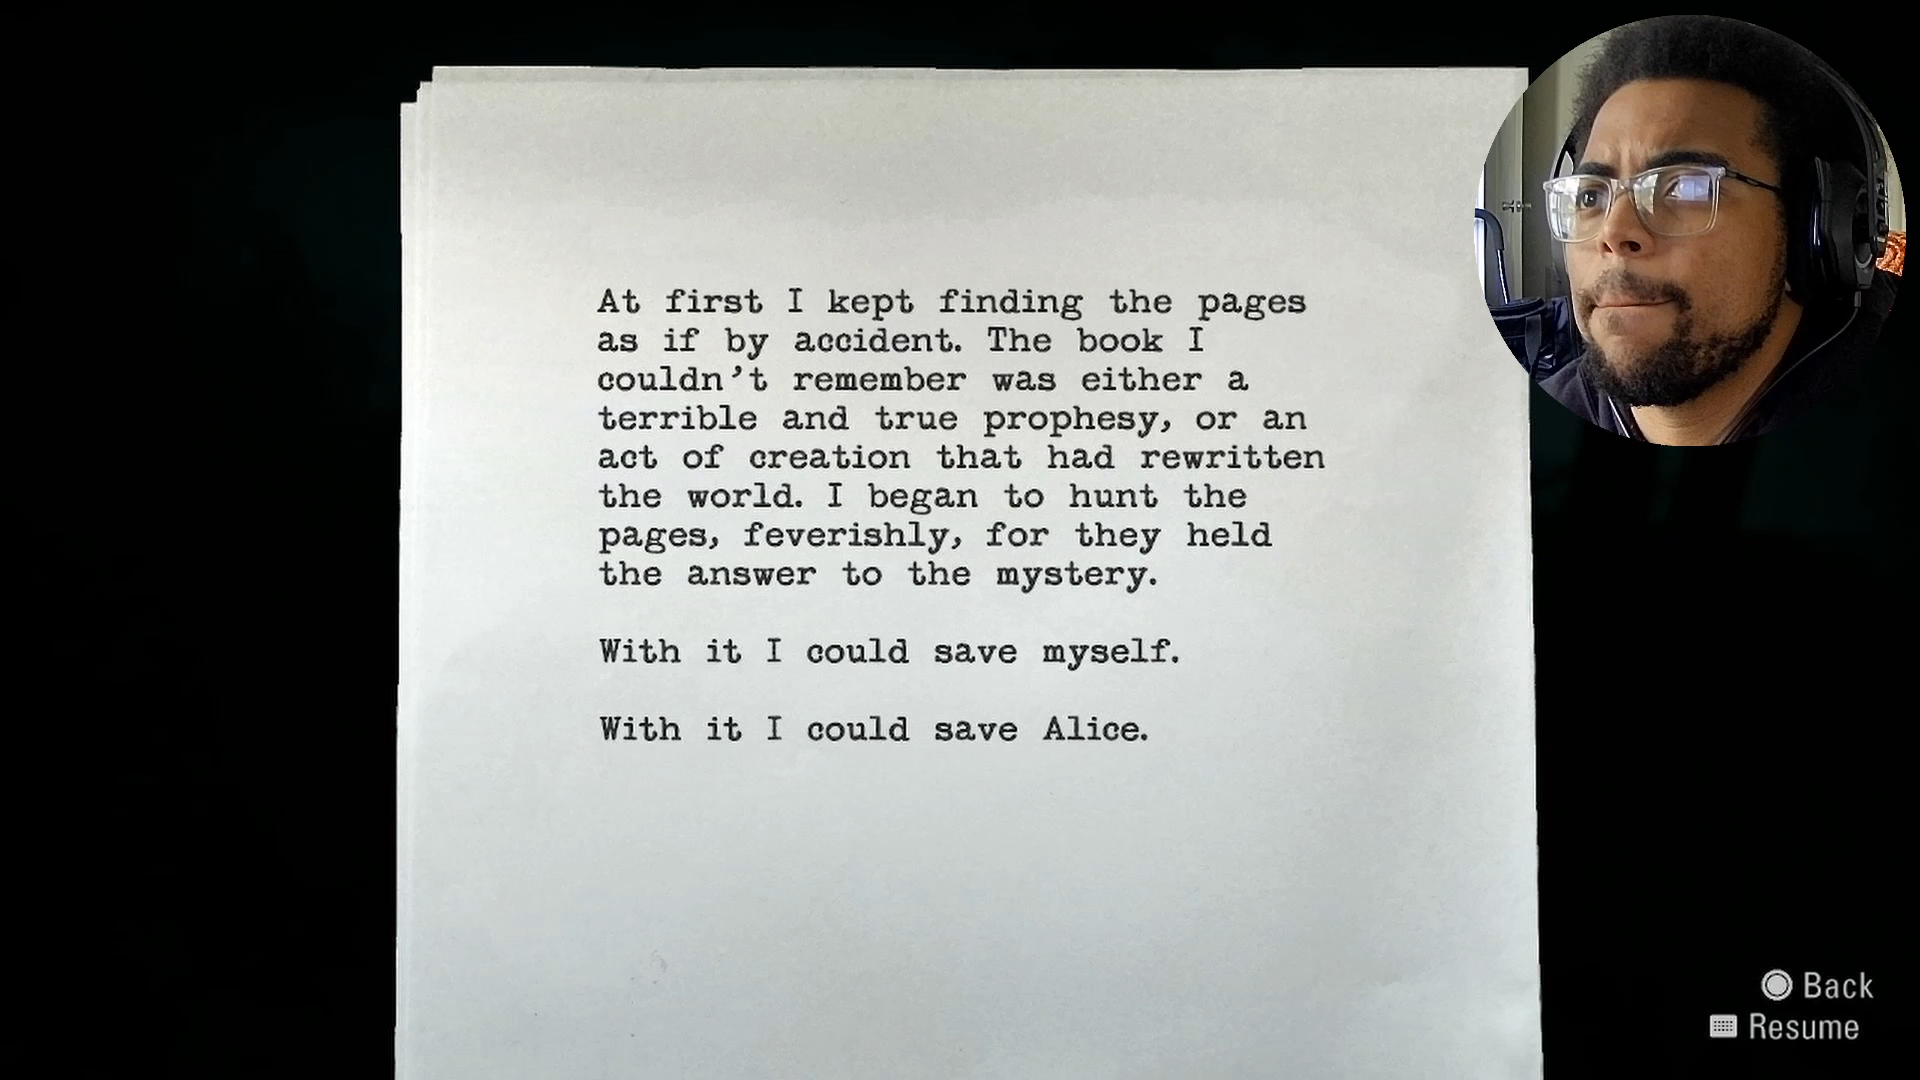 At first I kept finding the pages
as if by accident. The book I
couldn't remember was either a
terrible and true prophesy, or an
act of creation that had rewritten
the world. I began to hunt the
pages, feverishly, for they held
the answer to the mystery.
With it I could save myself.
With it I could save Alice.
Back
Resume